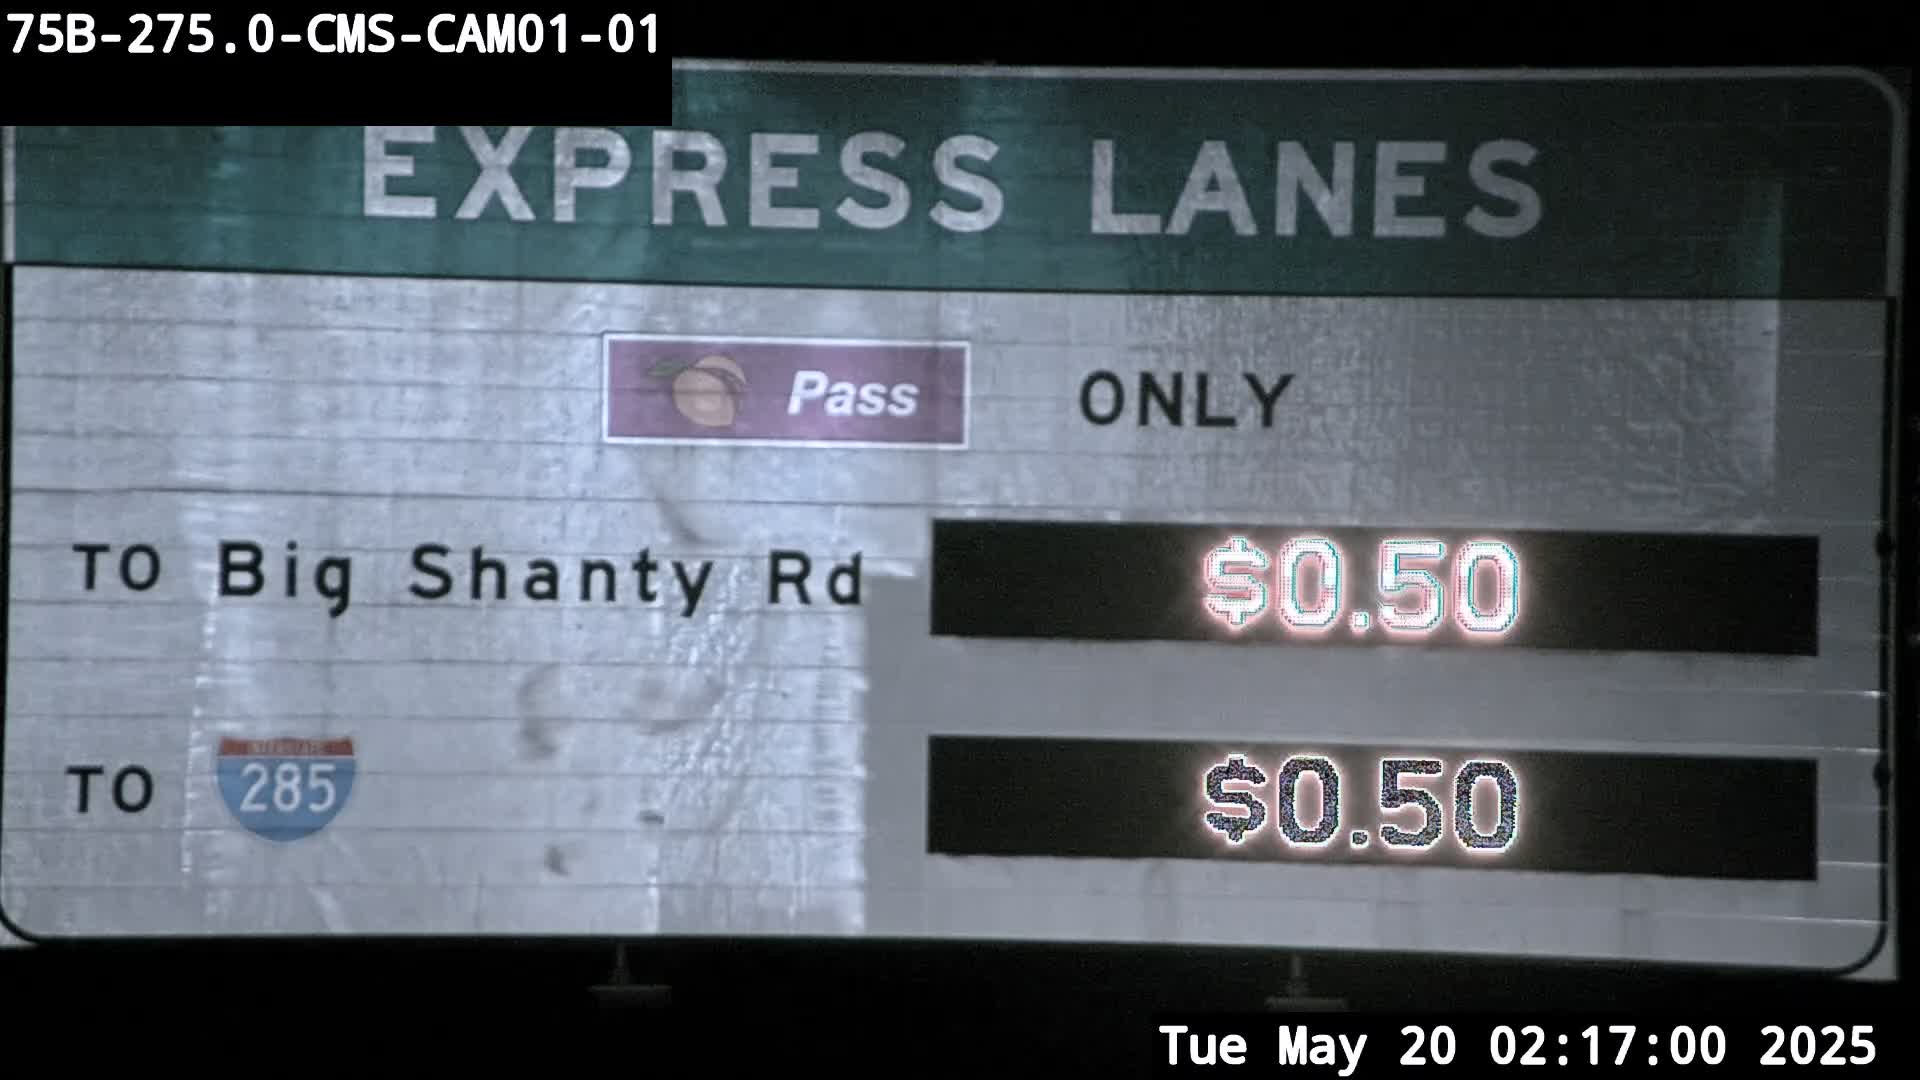 75B-275.0-CMS-CAM01-01
EXPRESS LANES
Pass ONLY
TO Big Shanty Rd $0.50
TO 285 $0.50
Tue May 20 02:17:00 2025